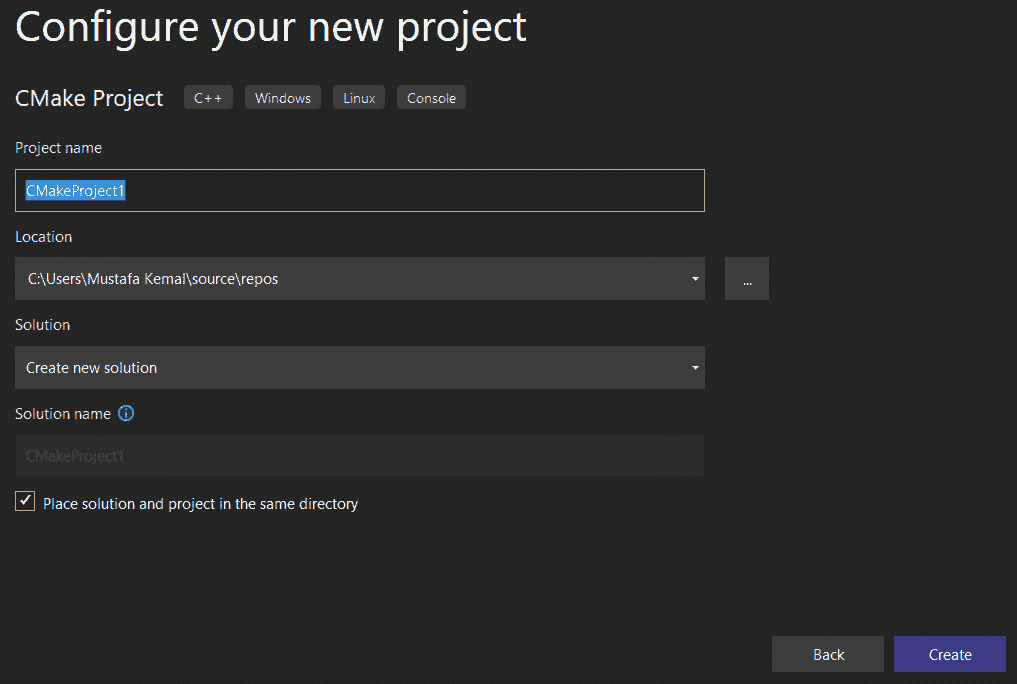 Configure your new project
CMake Project C++ Windows Linux Console
Project name
CMakeProject1
Location
C:\Users\Mustafa Kemal\source\repos
...
Solution
Create new solution
Solution name
CMakeProject1
Place solution and project in the same directory
Back Create